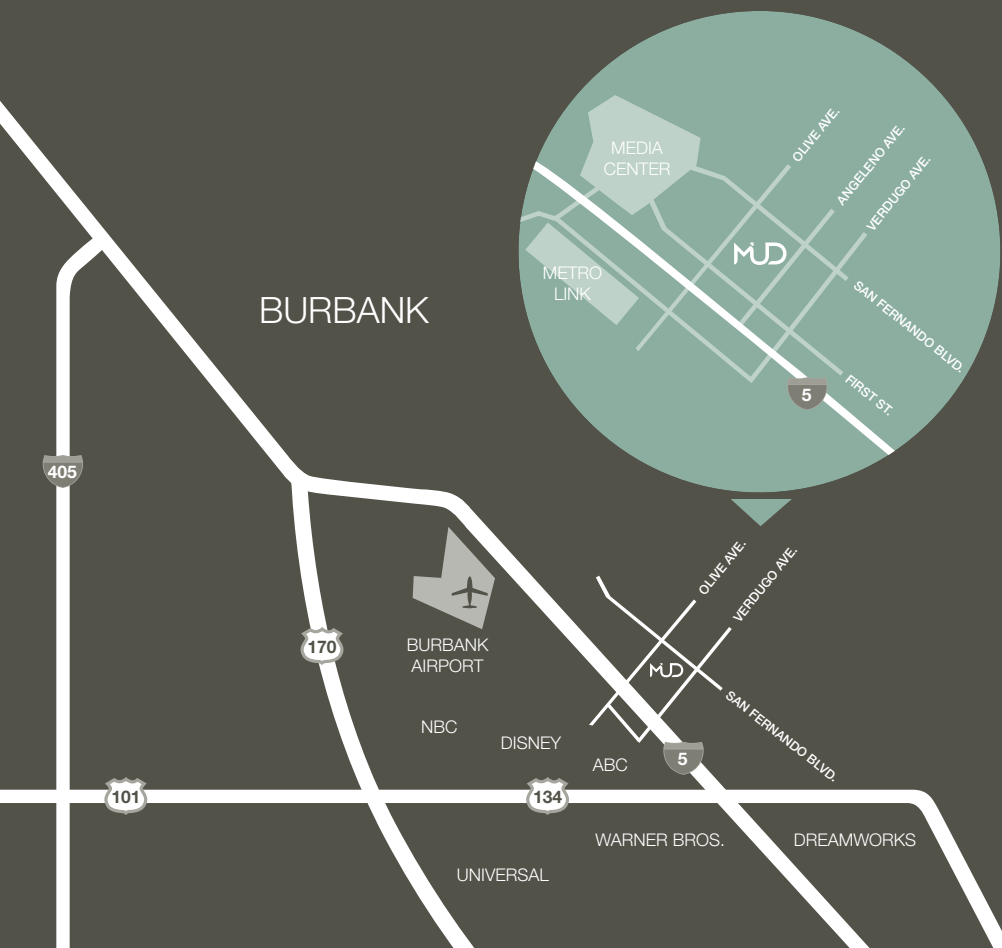 OLIVE AVE.
ANGELENO AVE.
VERDUGO AVE.
MEDIA
CENTER
MUD
METRO
LINK
SAN FERNANDO BLVD.
FIRST ST.
5
BURBANK
405
OLIVE AVE.
VERDUGO AVE.
170
BURBANK
AIRPORT
MUD
SAN FERNANDO BLVD.
NBC
DISNEY
ABC
5
101
134
WARNER BROS.
DREAMWORKS
UNIVERSAL